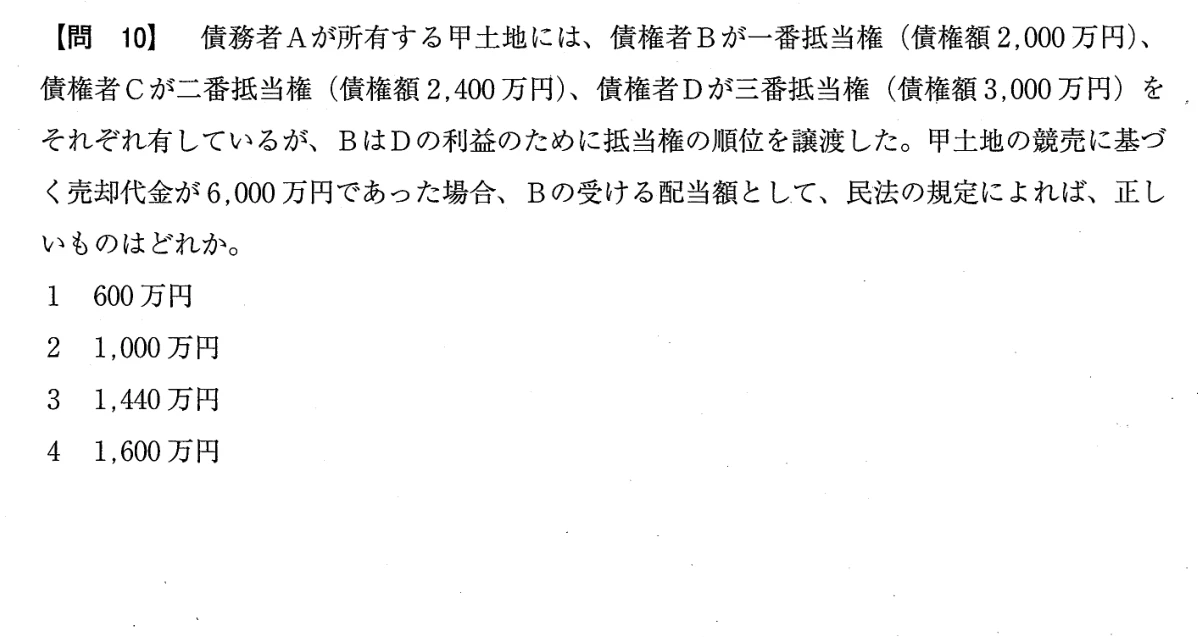 【問　10】　債務者Ａが所有する甲土地には、債権者Ｂが一番抵当権（債権額2,000万円）、
債権者Ｃが二番抵当権（債権額2,400万円）、債権者Ｄが三番抵当権（債権額3,000万円）を
それぞれ有しているが、ＢはＤの利益のために抵当権の順位を譲渡した。甲土地の競売に基づ
く売却代金が6,000万円であった場合、Ｂの受ける配当額として、民法の規定によれば、正し
いものはどれか。
1　600万円
2　1,000万円
3　1,440万円
4　1,600万円